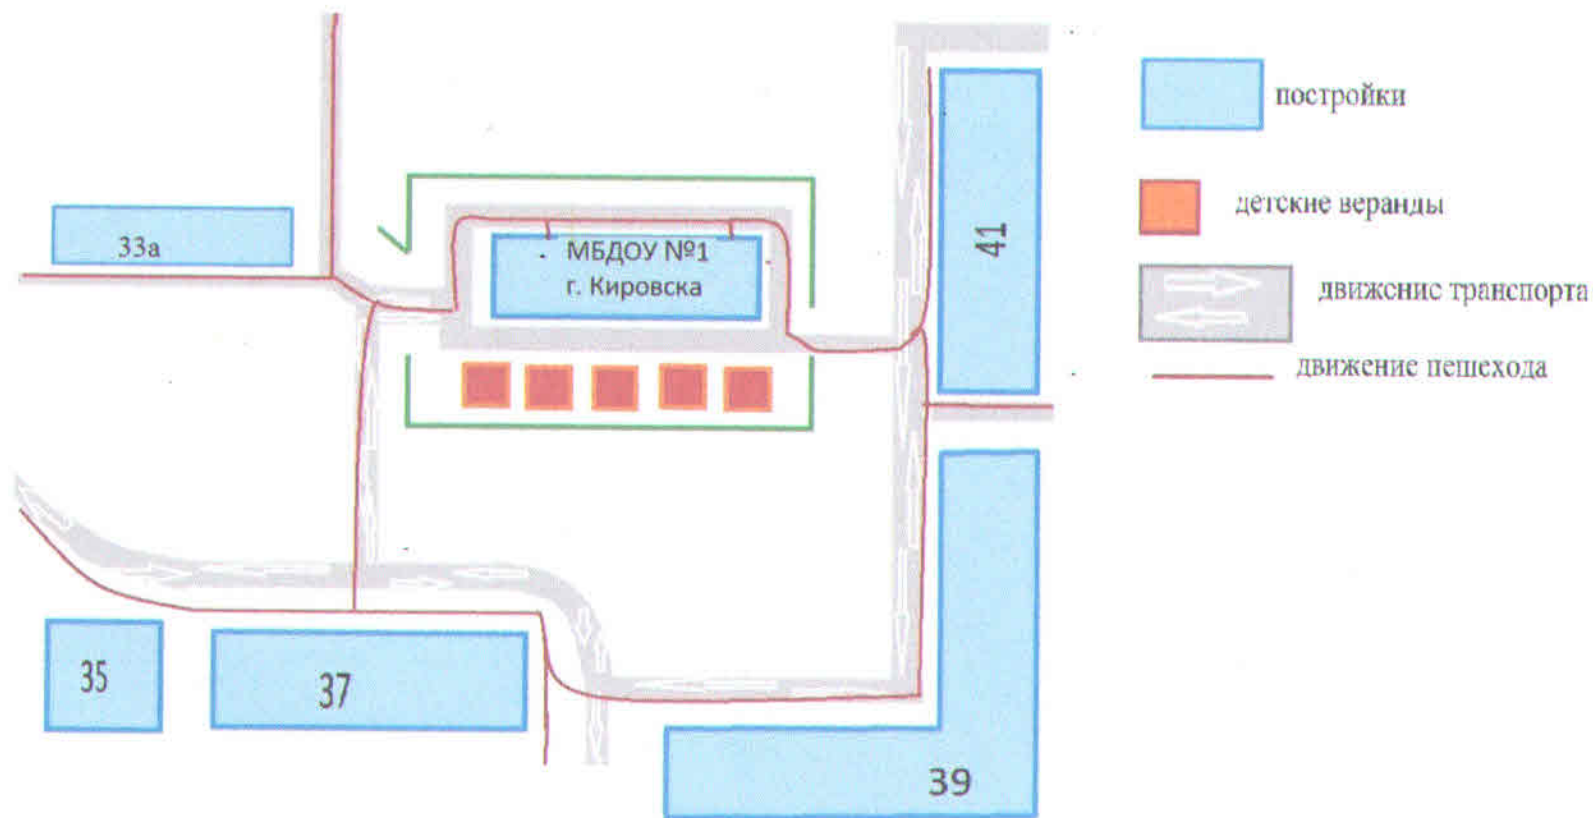 постройки
детские веранды
движение транспорта
движение пешехода
33а
МБДОУ №1
г. Кировска
41
35
37
39